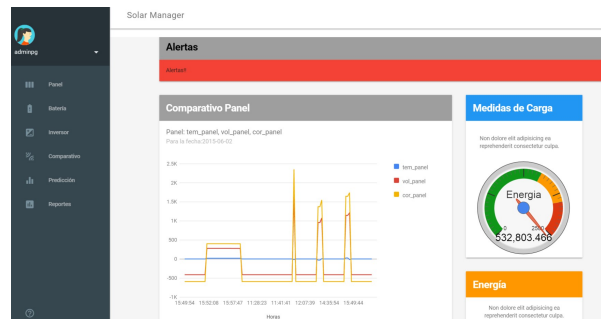 Solar Manager
adminpg
Panel
Batería
Inversor
Comparativo
Predicción
Reportes
Alertas
Alertas!!
Comparativo Panel
Panel: tem_panel, vol_panel, cor_panel
Para la fecha:2015-06-02
2.5K
2K
1.5K
1K
500
0
-500
-1K
15:49:54 15:52:08 15:57:47 11:28:23 11:41:41 12:07:39 14:35:54 15:49:44
Horas
tem_panel
vol_panel
cor_panel
Medidas de Carga
Non dolore elit adipisicing ea
reprehenderit consectetur culpa.
Energia
0 2500
532,803.466
Energía
Non dolore elit adipisicing ea
reprehenderit consectetur culpa.